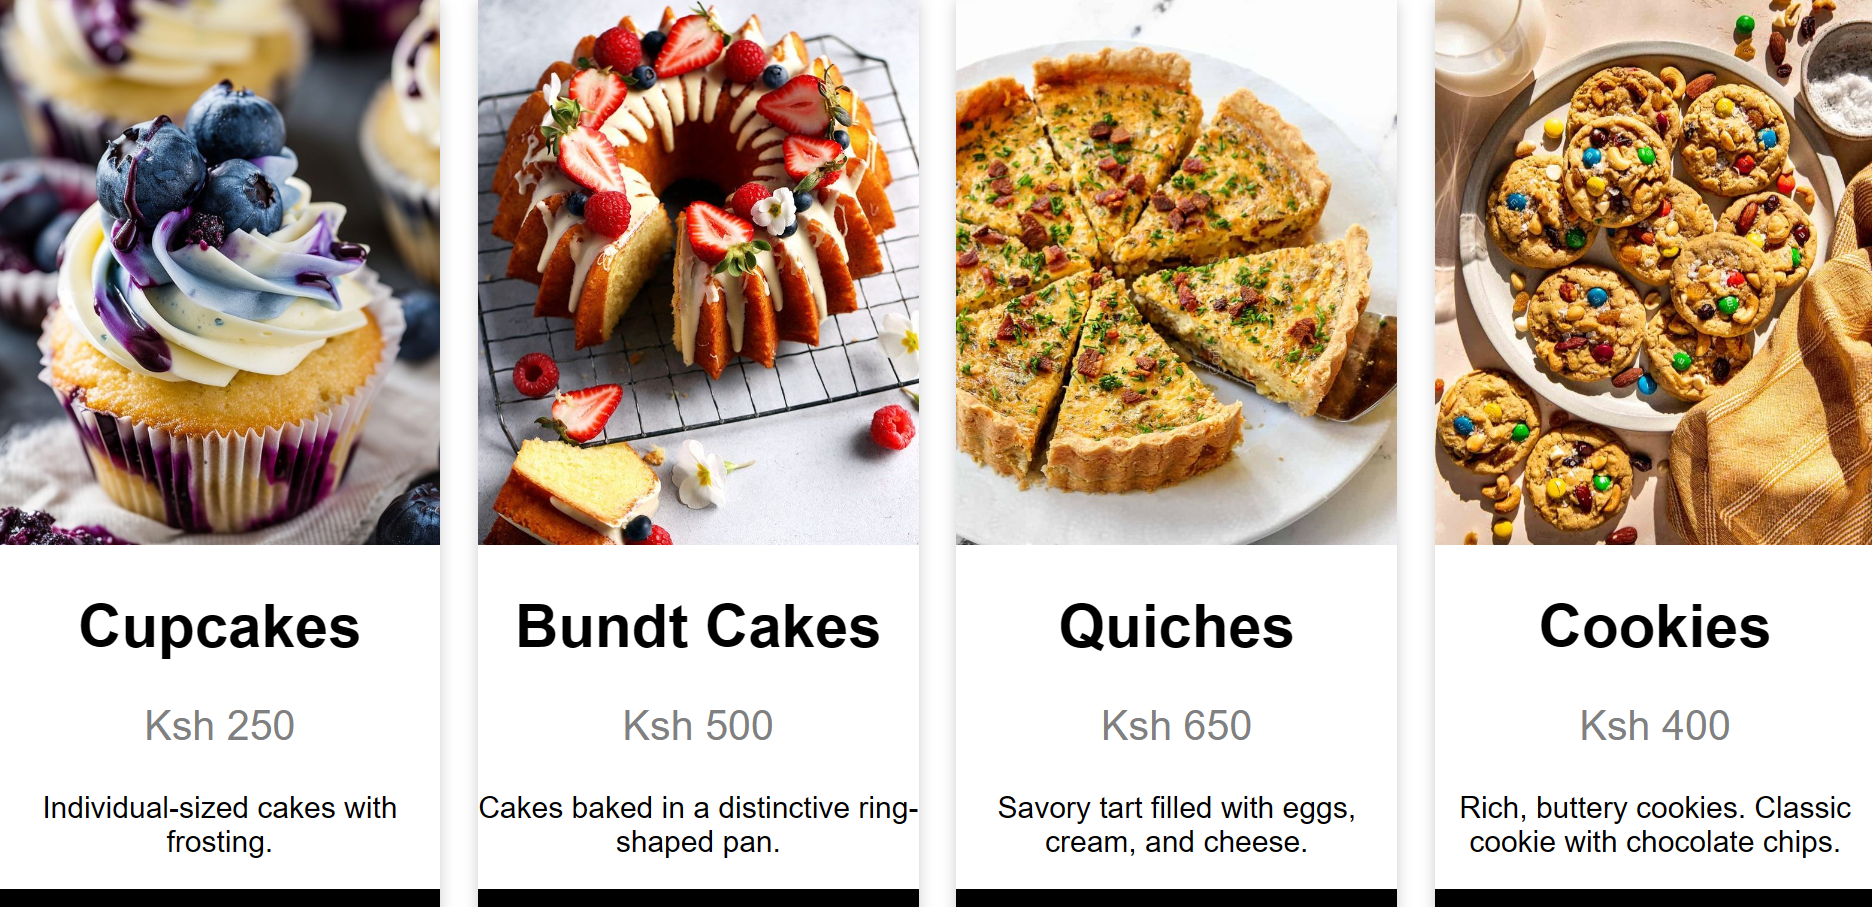 Cupcakes
Ksh 250
Individual-sized cakes with
frosting.
Bundt Cakes
Ksh 500
Cakes baked in a distinctive ring-
shaped pan.
Quiches
Ksh 650
Savory tart filled with eggs,
cream, and cheese.
Cookies
Ksh 400
Rich, buttery cookies. Classic
cookie with chocolate chips.